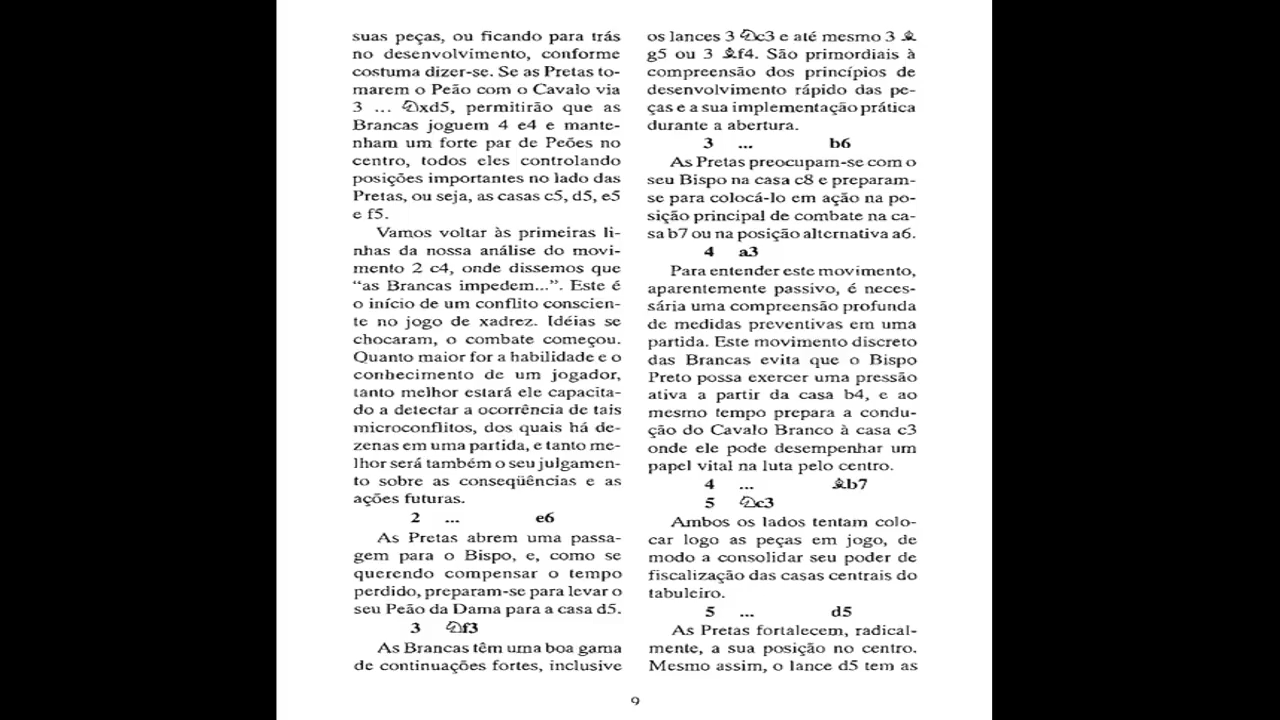 suas peças, ou ficando para trás
no desenvolvimento, conforme
costuma dizer-se. Se as Pretas to-
marem o Peão com o Cavalo via
3 ... ♘xd5, permitirão que as
Brancas joguem 4 e4 e mante-
nham um forte par de Peões no
centro, todos eles controlando
posições importantes no lado das
Pretas, ou seja, as casas c5, d5, e5
e f5.
Vamos voltar às primeiras li-
nhas da nossa análise do movi-
mento 2 c4, onde dissemos que
“as Brancas impedem...”. Este é
o início de um conflito conscien-
te no jogo de xadrez. Idéias se
chocaram, o combate começou.
Quanto maior for a habilidade e o
conhecimento de um jogador,
tanto melhor estará ele capacita-
do a detectar a ocorrência de tais
microconflitos, dos quais há de-
zenas em uma partida, e tanto me-
lhor será também o seu julgamen-
to sobre as conseqüências e as
ações futuras.
2 ... e6
As Pretas abrem uma passa-
gem para o Bispo, e, como se
querendo compensar o tempo
perdido, preparam-se para levar o
seu Peão da Dama para a casa d5.
3 ♘f3
As Brancas têm uma boa gama
de continuações fortes, inclusive
os lances 3 ♘c3 e até mesmo 3 ♗
g5 ou 3 ♗f4. São primordiais à
compreensão dos princípios de
desenvolvimento rápido das pe-
ças e a sua implementação prática
durante a abertura.
3 ... b6
As Pretas preocupam-se com o
seu Bispo na casa c8 e preparam-
se para colocá-lo em ação na po-
sição principal de combate na ca-
sa b7 ou na posição alternativa a6.
4 a3
Para entender este movimento,
aparentemente passivo, é neces-
sária uma compreensão profunda
de medidas preventivas em uma
partida. Este movimento discreto
das Brancas evita que o Bispo
Preto possa exercer uma pressão
ativa a partir da casa b4, e ao
mesmo tempo prepara a condu-
ção do Cavalo Branco à casa c3
onde ele pode desempenhar um
papel vital na luta pelo centro.
4 ... ♗b7
5 ♘c3
Ambos os lados tentam colo-
car logo as peças em jogo, de
modo a consolidar seu poder de
fiscalização das casas centrais do
tabuleiro.
5 ... d5
As Pretas fortalecem, radical-
mente, a sua posição no centro.
Mesmo assim, o lance d5 tem as
9